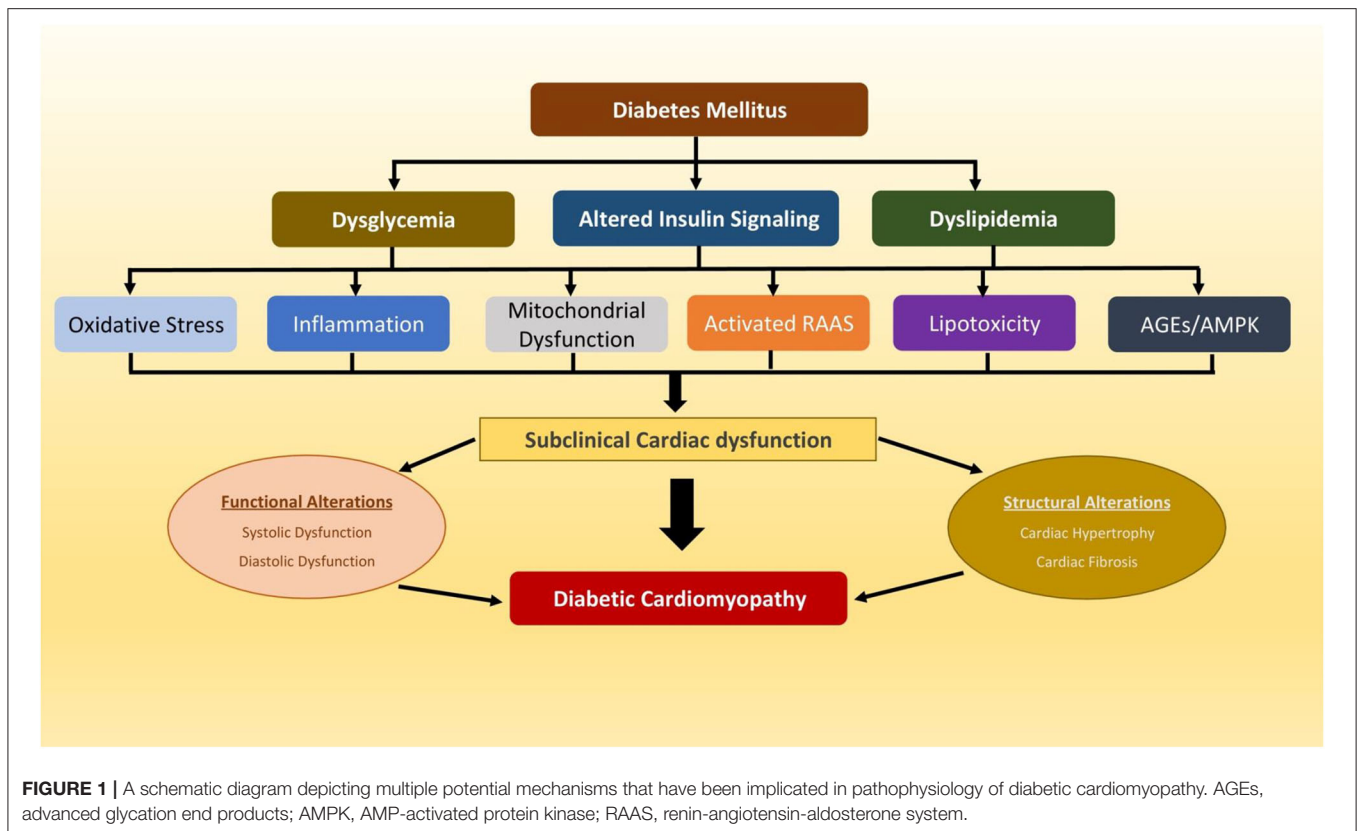 Diabetes Mellitus
Dysglycemia
Altered Insulin Signaling
Dyslipidemia
Oxidative Stress
Inflammation
Mitochondrial
Dysfunction
Activated RAAS
Lipotoxicity
AGEs/AMPK
Subclinical Cardiac dysfunction
Functional Alterations
Systolic Dysfunction
Diastolic Dysfunction
Structural Alterations
Cardiac Hypertrophy
Cardiac Fibrosis
Diabetic Cardiomyopathy
FIGURE 1 | A schematic diagram depicting multiple potential mechanisms that have been implicated in pathophysiology of diabetic cardiomyopathy. AGEs,
advanced glycation end products; AMPK, AMP-activated protein kinase; RAAS, renin-angiotensin-aldosterone system.